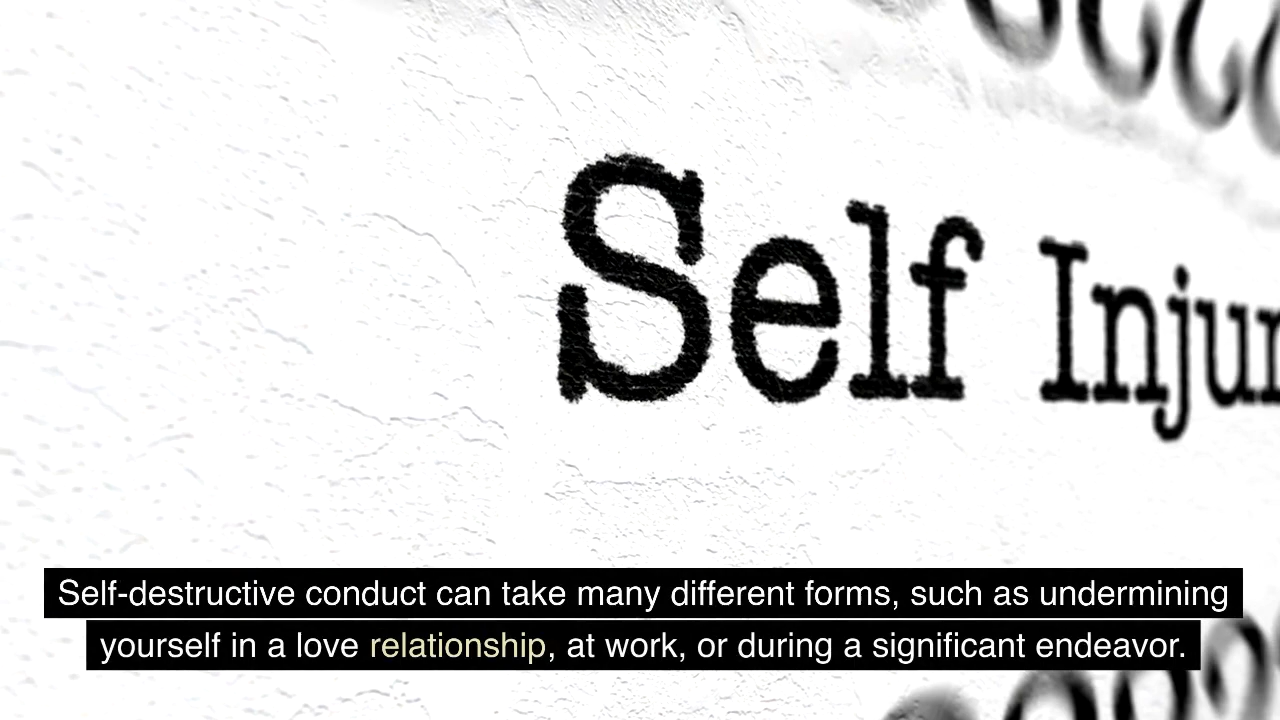 Self Injur
Self-destructive conduct can take many different forms, such as undermining
yourself in a love relationship, at work, or during a significant endeavor.